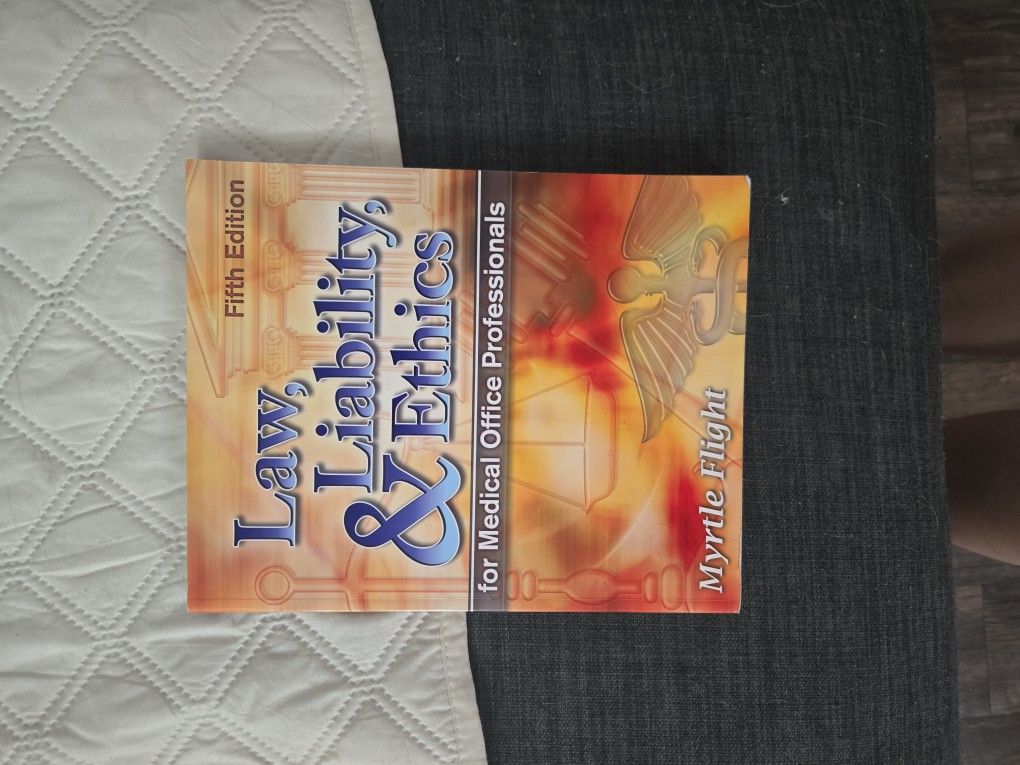 Fifth Edition
Law,
Liability,
& Ethics
for Medical Office Professionals
Myrtle Flight